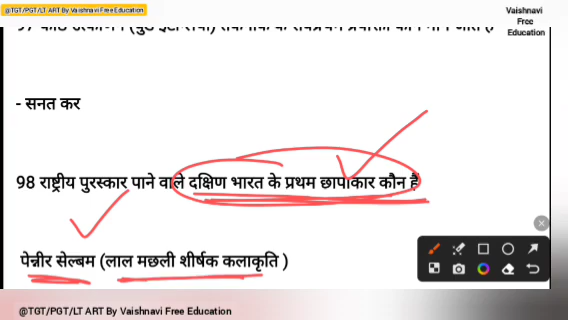 @TGT/PGT/LT ART By Vaishnavi Free Education
Vaishnavi
Free
Education
- सनत कर
98 राष्ट्रीय पुरस्कार पाने वाले दक्षिण भारत के प्रथम छापाकार कौन हैं
पेन्नीर सेल्बम (लाल मछली शीर्षक कलाकृति )
@TGT/PGT/LT ART By Vaishnavi Free Education